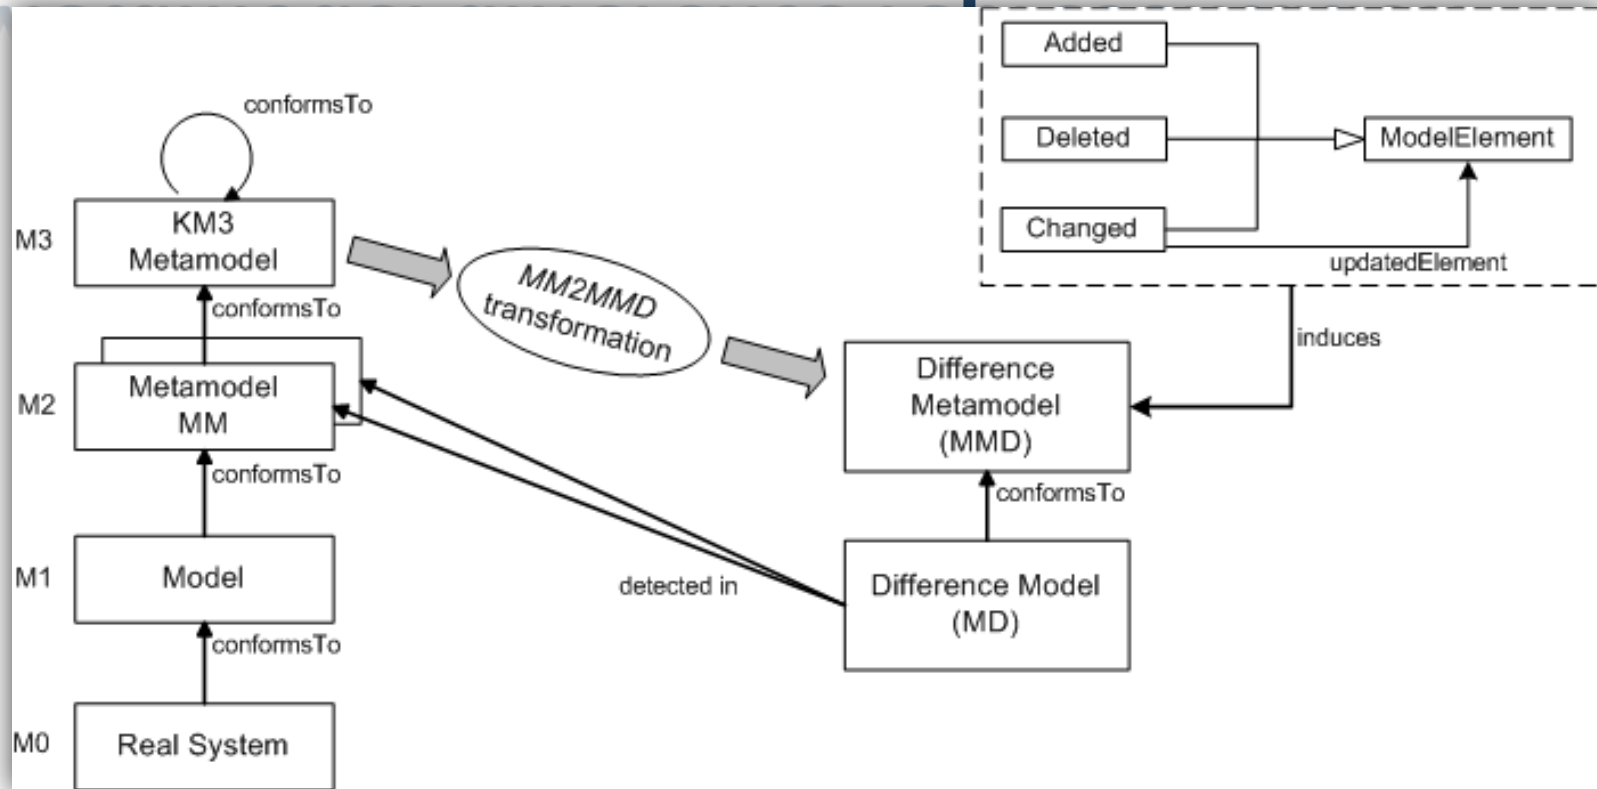 Added
conformsTo
Deleted
ModelElement
KM3
Metamodel
M3
Changed
updatedElement
MM2MMD
transformation
conformsTo
induces
Metamodel
MM
M2
Difference
Metamodel
(MMD)
conformsTo
conformsTo
M1
Model
detected in
Difference Model
(MD)
conformsTo
M0
Real System